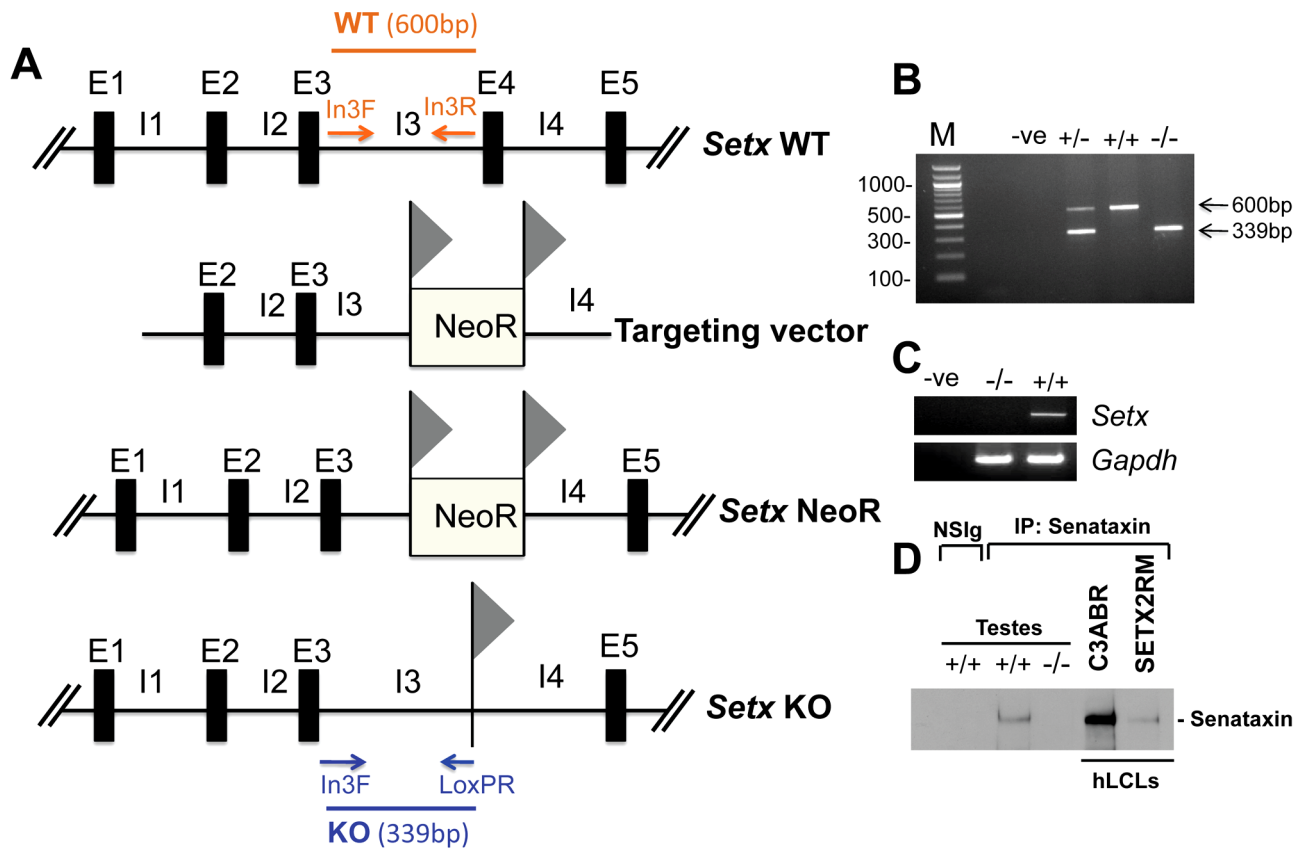 A
WT (600bp)
E1 E2 E3 E4 E5
In3F In3R
I1 I2 I3 I4
Setx WT
E2 E3
I2 I3 I4
NeoR
Targeting vector
E1 E2 E3 E5
I1 I2 I4
NeoR
Setx NeoR
E1 E2 E3 E5
I1 I2 I3 I4
Setx KO
In3F LoxPR
KO (339bp)
B
M -ve +/- +/+ -/-
1000-
500-
300-
100-
600bp
339bp
C
-ve -/- +/+
Setx
Gapdh
D
NSIg IP: Senataxin
C3ABR
SETX2RM
Testes
+/+ +/+ -/-
- Senataxin
hLCLs